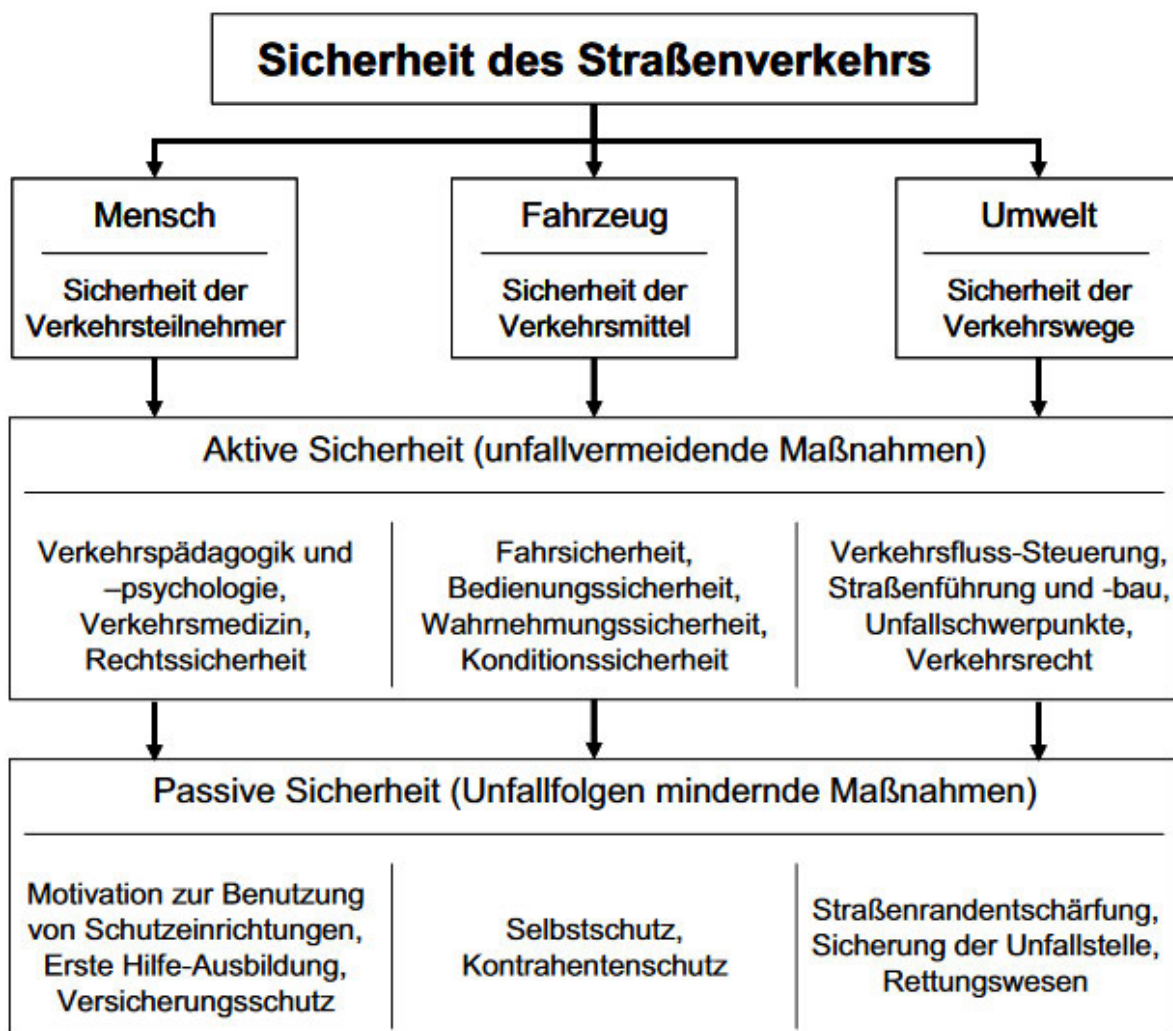 Sicherheit des Straßenverkehrs
Mensch
Sicherheit der
Verkehrsteilnehmer
Fahrzeug
Sicherheit der
Verkehrsmittel
Umwelt
Sicherheit der
Verkehrswege
Aktive Sicherheit (unfallvermeidende Maßnahmen)
Verkehrspädagogik und
–psychologie,
Verkehrsmedizin,
Rechtssicherheit
Fahrsicherheit,
Bedienungssicherheit,
Wahrnehmungssicherheit,
Konditionssicherheit
Verkehrsfluss-Steuerung,
Straßenführung und -bau,
Unfallschwerpunkte,
Verkehrsrecht
Passive Sicherheit (Unfallfolgen mindernde Maßnahmen)
Motivation zur Benutzung
von Schutzeinrichtungen,
Erste Hilfe-Ausbildung,
Versicherungsschutz
Selbstschutz,
Kontrahentenschutz
Straßenrandentschärfung,
Sicherung der Unfallstelle,
Rettungswesen